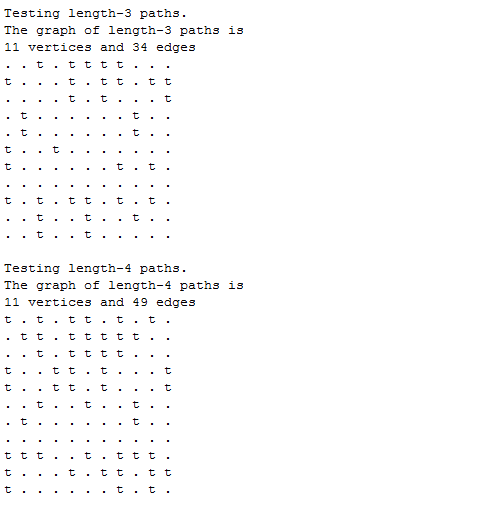 Testing length-3 paths.
The graph of length-3 paths is
11 vertices and 34 edges
. . t . t t t t . . .
t . . . t . t t . t t
. . . . t . t . . . t
. t . . . . . . t . .
. t . . . . . . t . .
t . . t . . . . . . .
t . . . . . . t . t .
. . . . . . . . . . .
t . t . t t . t . t .
. . t . . t . . t . .
. . t . . t . . . . .
Testing length-4 paths.
The graph of length-4 paths is
11 vertices and 49 edges
t . t . t t . t . t .
. t t . t t t t t . .
. . t . t t t t . . .
t . . t t . t . . . t
t . . t t . t . . . t
. . t . . t . . t . .
. t . . . . . . t . .
. . . . . . . . . . .
t t t . . t . t t t .
t . . . t . t t . t t
t . . . . . . t . t .